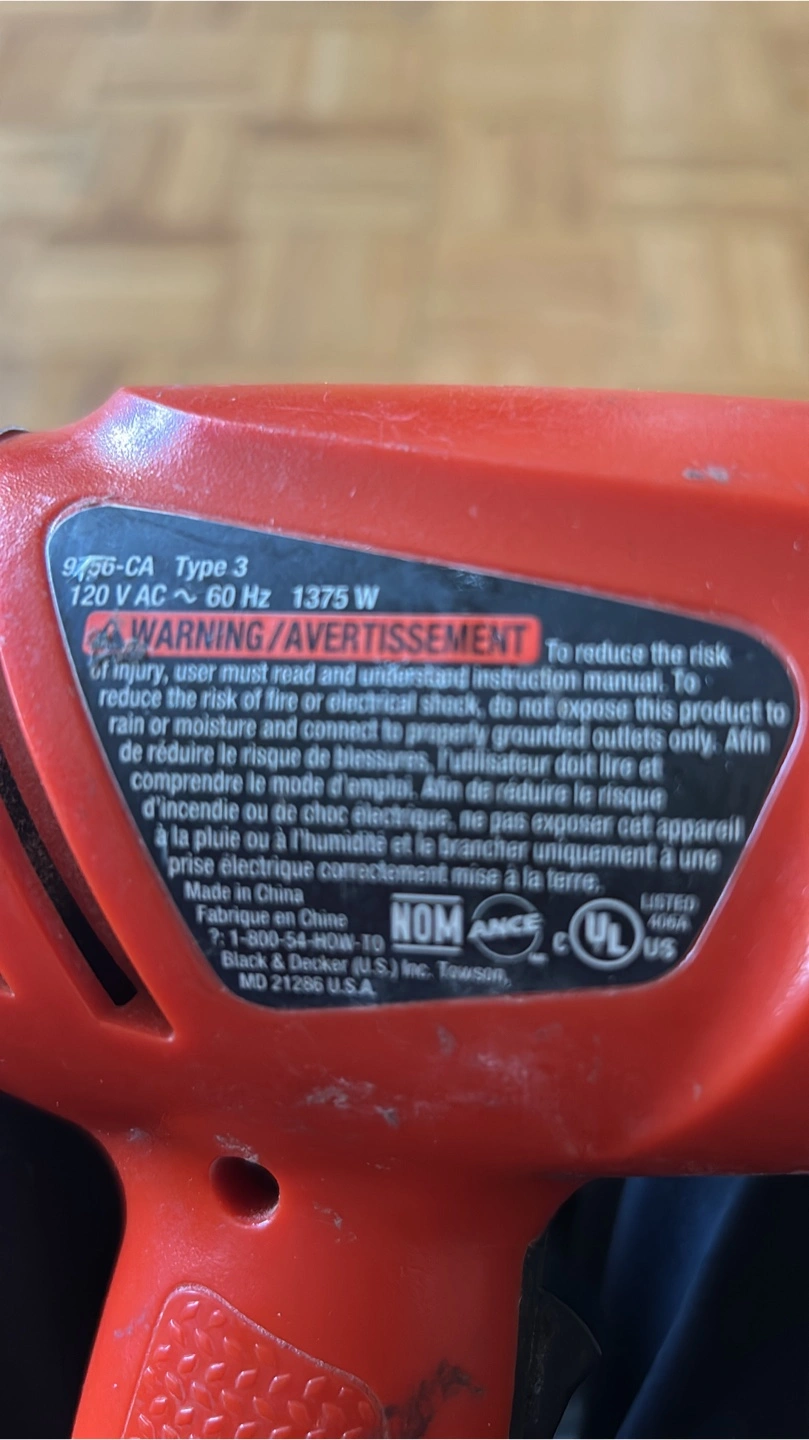 9756-CA Type 3
120 V AC ~ 60 Hz 1375 W
WARNING/AVERTISSEMENT To reduce the risk
of injury, user must read and understand instruction manual. To
reduce the risk of fire or electrical shock, do not expose this product to
rain or moisture and connect to properly grounded outlets only. Afin
de réduire le risque de blessures, l'utilisateur doit lire et
comprendre le mode d'emploi. Afin de réduire le risque
d'incendie ou de choc électrique, ne pas exposer cet appareil
à la pluie ou à l'humidité et le brancher uniquement à une
prise électrique correctement mise à la terre.
Made in China
Fabrique en Chine
?: 1-800-54-HOW-TO
Black & Decker (U.S.) Inc. Towson,
MD 21286 U.S.A.
NOM ANCE
C UL US
LISTED
406A